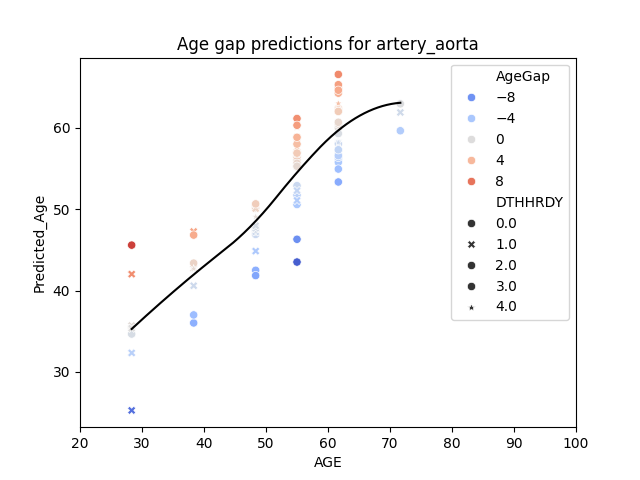 Age gap predictions for artery_aorta
Predicted_Age
60
50
40
30
20 30 40 50 60 70 80 90 100
AGE
AgeGap
−8
−4
0
4
8
DTHHRDY
0.0
1.0
2.0
3.0
4.0